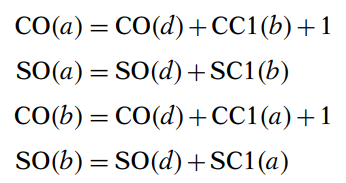 CO(a) = CO(d)+CC1(b)+1
SO(a) = SO(d)+SC1(b)
CO(b) = CO(d)+CC1(a)+1
SO(b) = SO(d)+SC1(a)